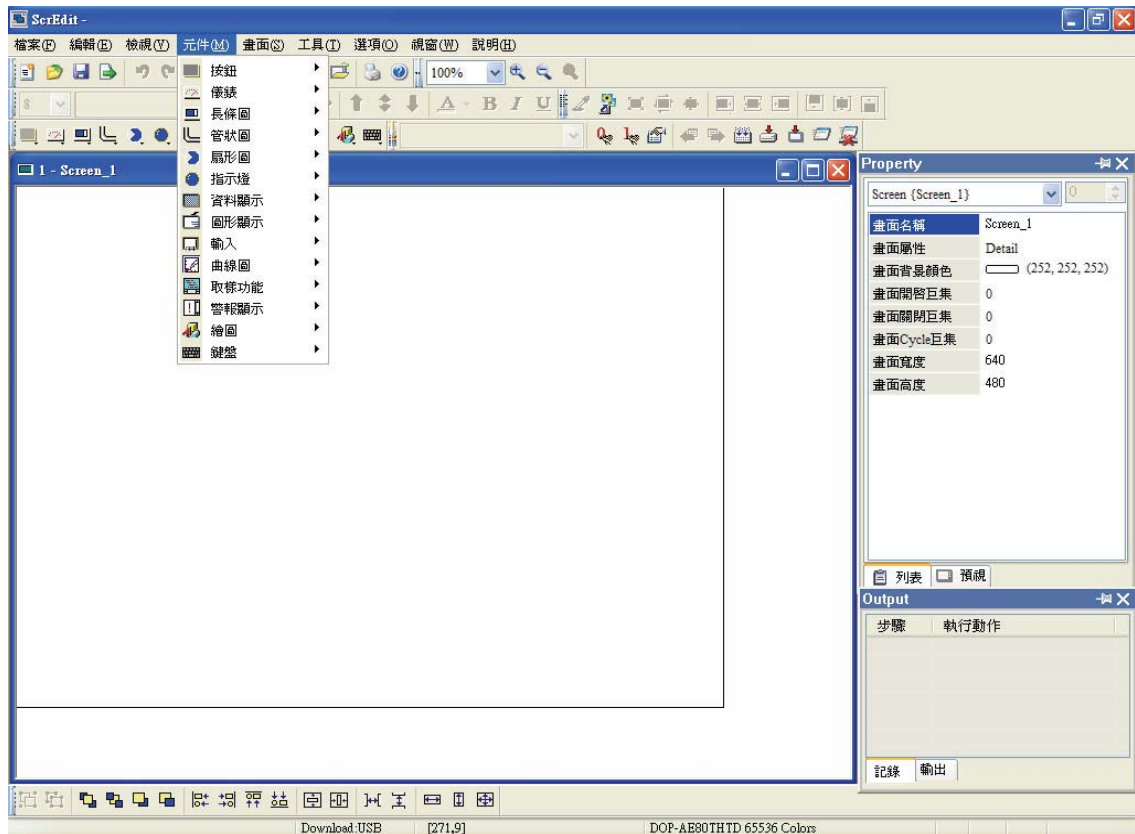 ScrEdit -
檔案(F) 編輯(E) 檢視(V) 元件(M) 畫面(S) 工具(T) 選項(O) 視窗(W) 說明(H)
100%
8
A B I U
按鈕
儀錶
長條圖
管狀圖
扇形圖
指示燈
資料顯示
圖形顯示
輸入
曲線圖
取樣功能
警報顯示
繪圖
鍵盤
1 - Screen_1
Property
Screen {Screen_1} 0
畫面名稱 Screen_1
畫面屬性 Detail
畫面背景顏色 (252, 252, 252)
畫面開啓巨集 0
畫面關閉巨集 0
畫面Cycle巨集 0
畫面寬度 640
畫面高度 480
列表 預視
Output
步驟 執行動作
記錄 輸出
Download:USB [271,9] DOP-AE80THTD 65536 Colors